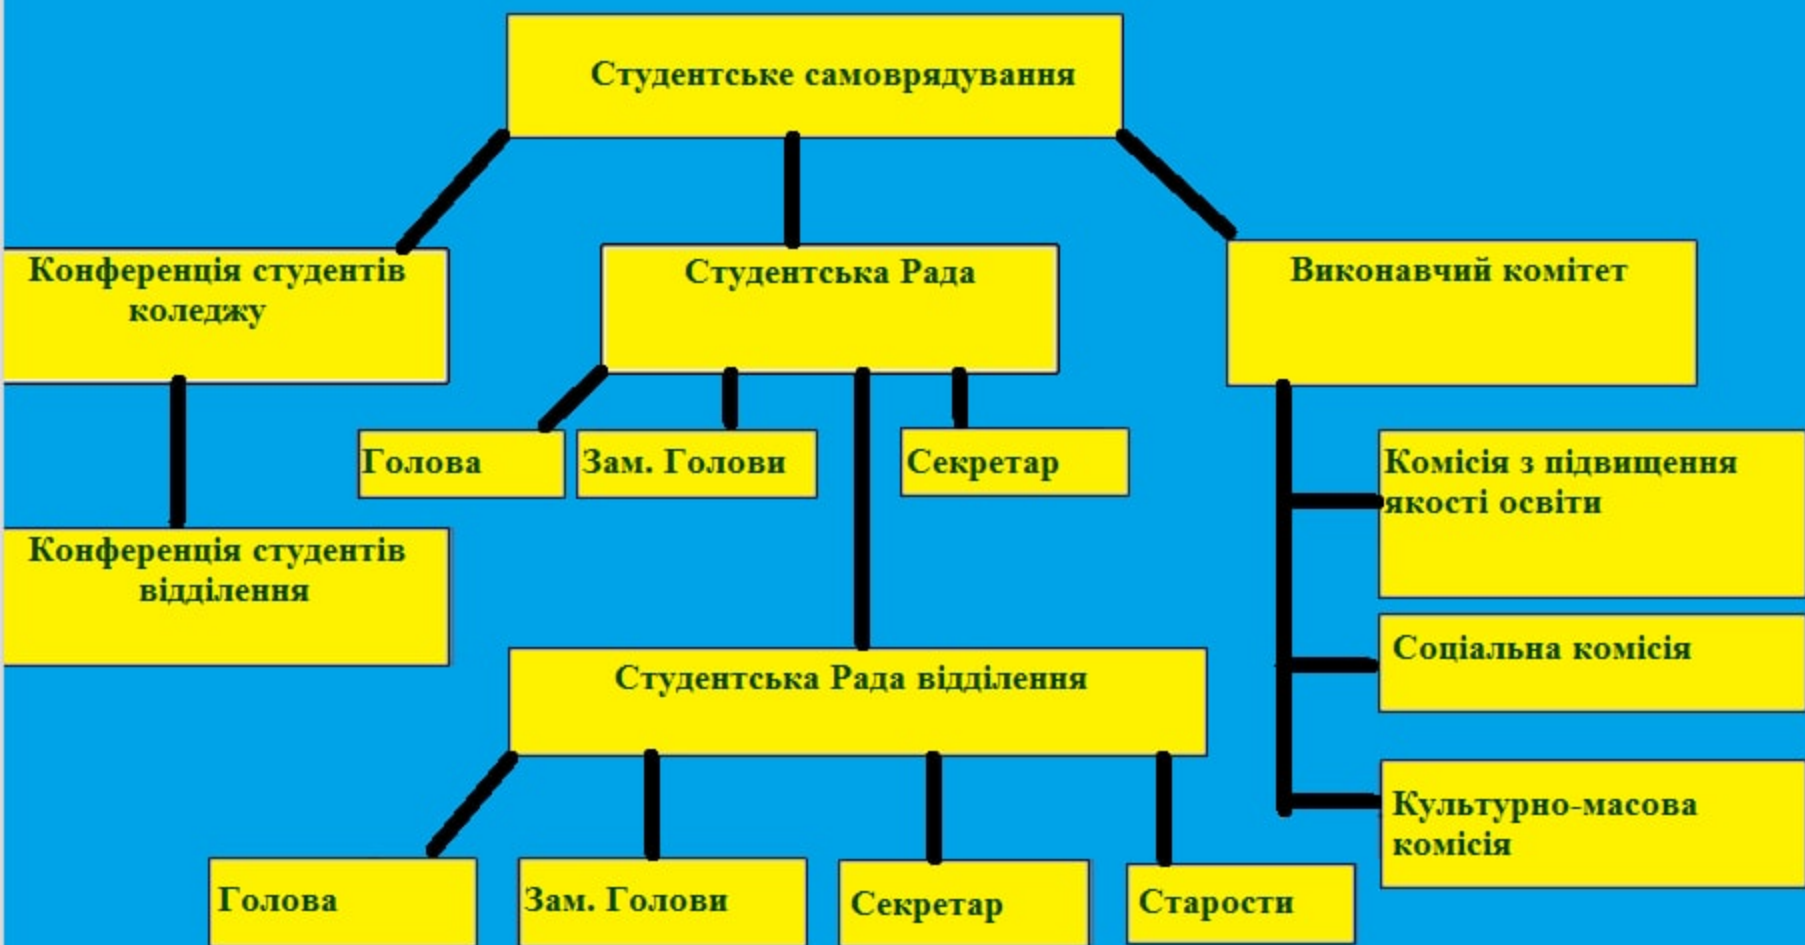 Студентське самоврядування
Конференція студентів
коледжу
Студентська Рада
Виконавчий комітет
Голова
Зам. Голови
Секретар
Комісія з підвищення
якості освіти
Конференція студентів
відділення
Соціальна комісія
Студентська Рада відділення
Культурно-масова
комісія
Голова
Зам. Голови
Секретар
Старости